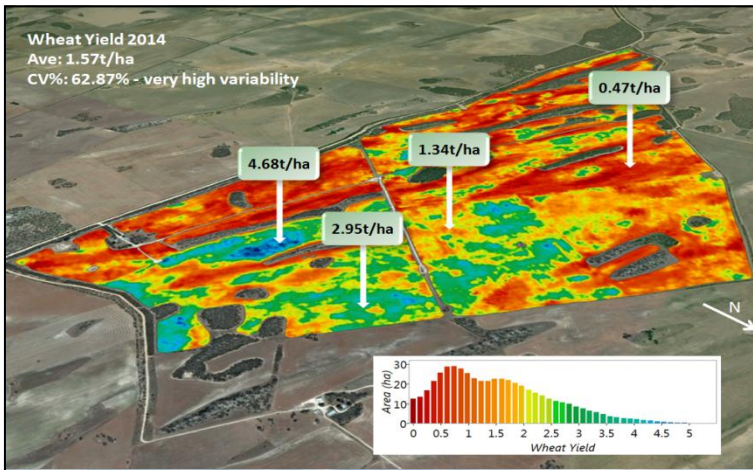 Wheat Yield 2014
Ave: 1.57t/ha
CV%: 62.87% - very high variability
0.47t/ha
1.34t/ha
4.68t/ha
2.95t/ha
N
30
20
10
0
Area (ha)
0 0.5 1 1.5 2 2.5 3 3.5 4 4.5 5
Wheat Yield